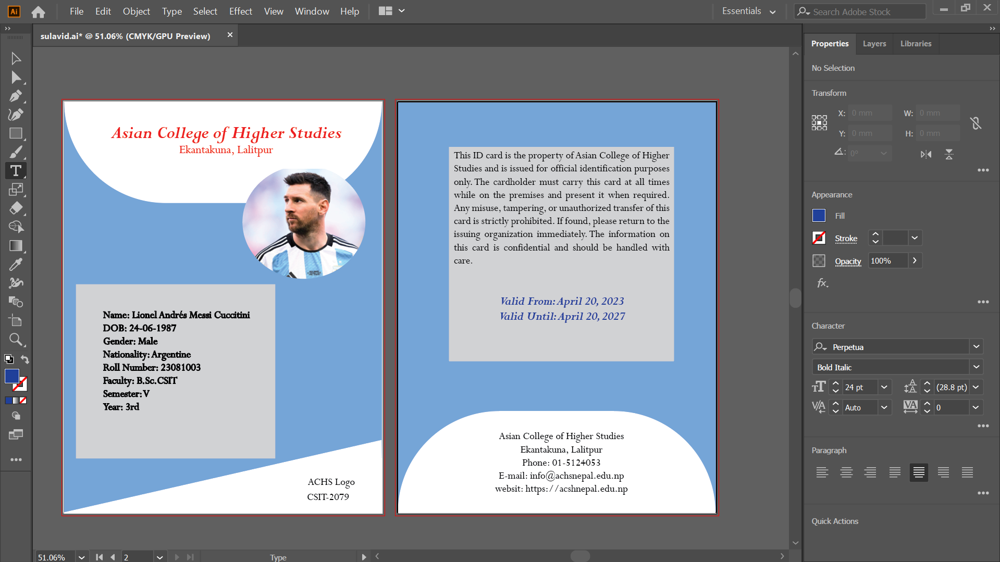 Ai
File Edit Object Type Select Effect View Window Help
Essentials
Search Adobe Stock
sulavid.ai* @ 51.06% (CMYK/GPU Preview)
Asian College of Higher Studies
Ekantakuna, Lalitpur
Name: Lionel Andrés Messi Cuccitini
DOB: 24-06-1987
Gender: Male
Nationality: Argentine
Roll Number: 23081003
Faculty: B.Sc.CSIT
Semester: V
Year: 3rd
ACHS Logo
CSIT-2079
This ID card is the property of Asian College of Higher
Studies and is issued for official identification purposes
only. The cardholder must carry this card at all times
while on the premises and present it when required.
Any misuse, tampering, or unauthorized transfer of this
card is strictly prohibited. If found, please return to the
issuing organization immediately. The information on
this card is confidential and should be handled with
care.
Valid From: April 20, 2023
Valid Until: April 20, 2027
Asian College of Higher Studies
Ekantakuna, Lalitpur
Phone: 01-5124053
E-mail: info@achsnepal.edu.np
websit: https://acshnepal.edu.np
Properties Layers Libraries
No Selection
Transform
X: 0 mm W: 0 mm
Y: 0 mm H: 0 mm
0°
Appearance
Fill
Stroke
Opacity 100%
fx
Character
Perpetua
Bold Italic
24 pt (28.8 pt)
Auto 0
Paragraph
Quick Actions
51.06% 2 Type